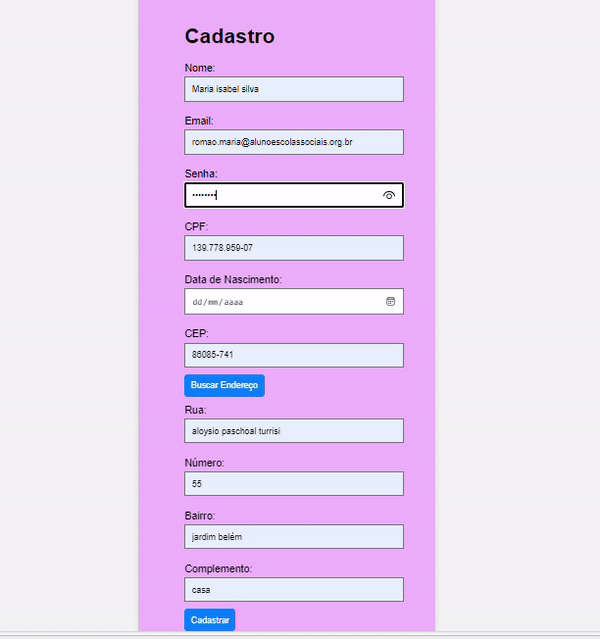 Cadastro
Nome:
Maria isabel silva
Email:
romao.maria@alunoescolassociais.org.br
Senha:
••••••••
CPF:
139.778.959-07
Data de Nascimento:
dd/mm/aaaa
CEP:
86085-741
Buscar Endereço
Rua:
aloysio paschoal turrisi
Número:
55
Bairro:
jardim belém
Complemento:
casa
Cadastrar